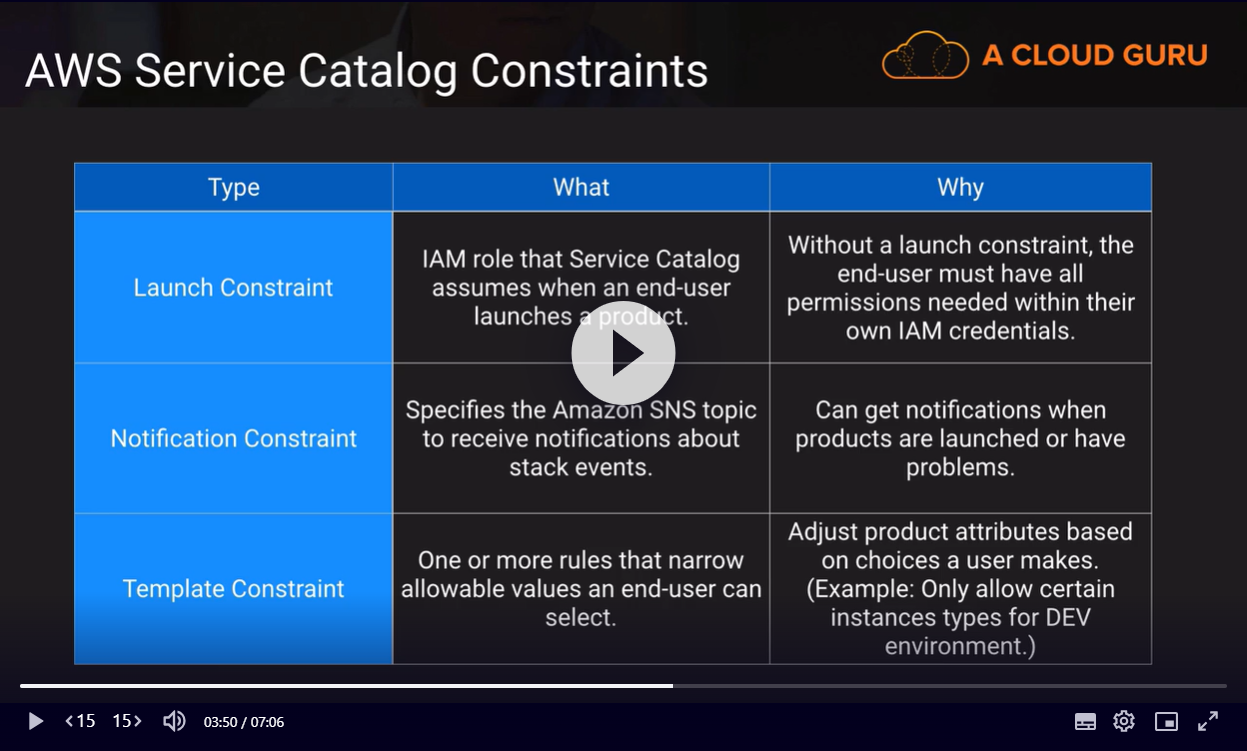 AWS Service Catalog Constraints
A CLOUD GURU
Type
What
Why
Launch Constraint
IAM role that Service Catalog
assumes when an end-user
launches a product.
Without a launch constraint, the
end-user must have all
permissions needed within their
own IAM credentials.
Notification Constraint
Specifies the Amazon SNS topic
to receive notifications about
stack events.
Can get notifications when
products are launched or have
problems.
Template Constraint
One or more rules that narrow
allowable values an end-user can
select.
Adjust product attributes based
on choices a user makes.
(Example: Only allow certain
instances types for DEV
environment.)
<15 15> 03:50 / 07:06